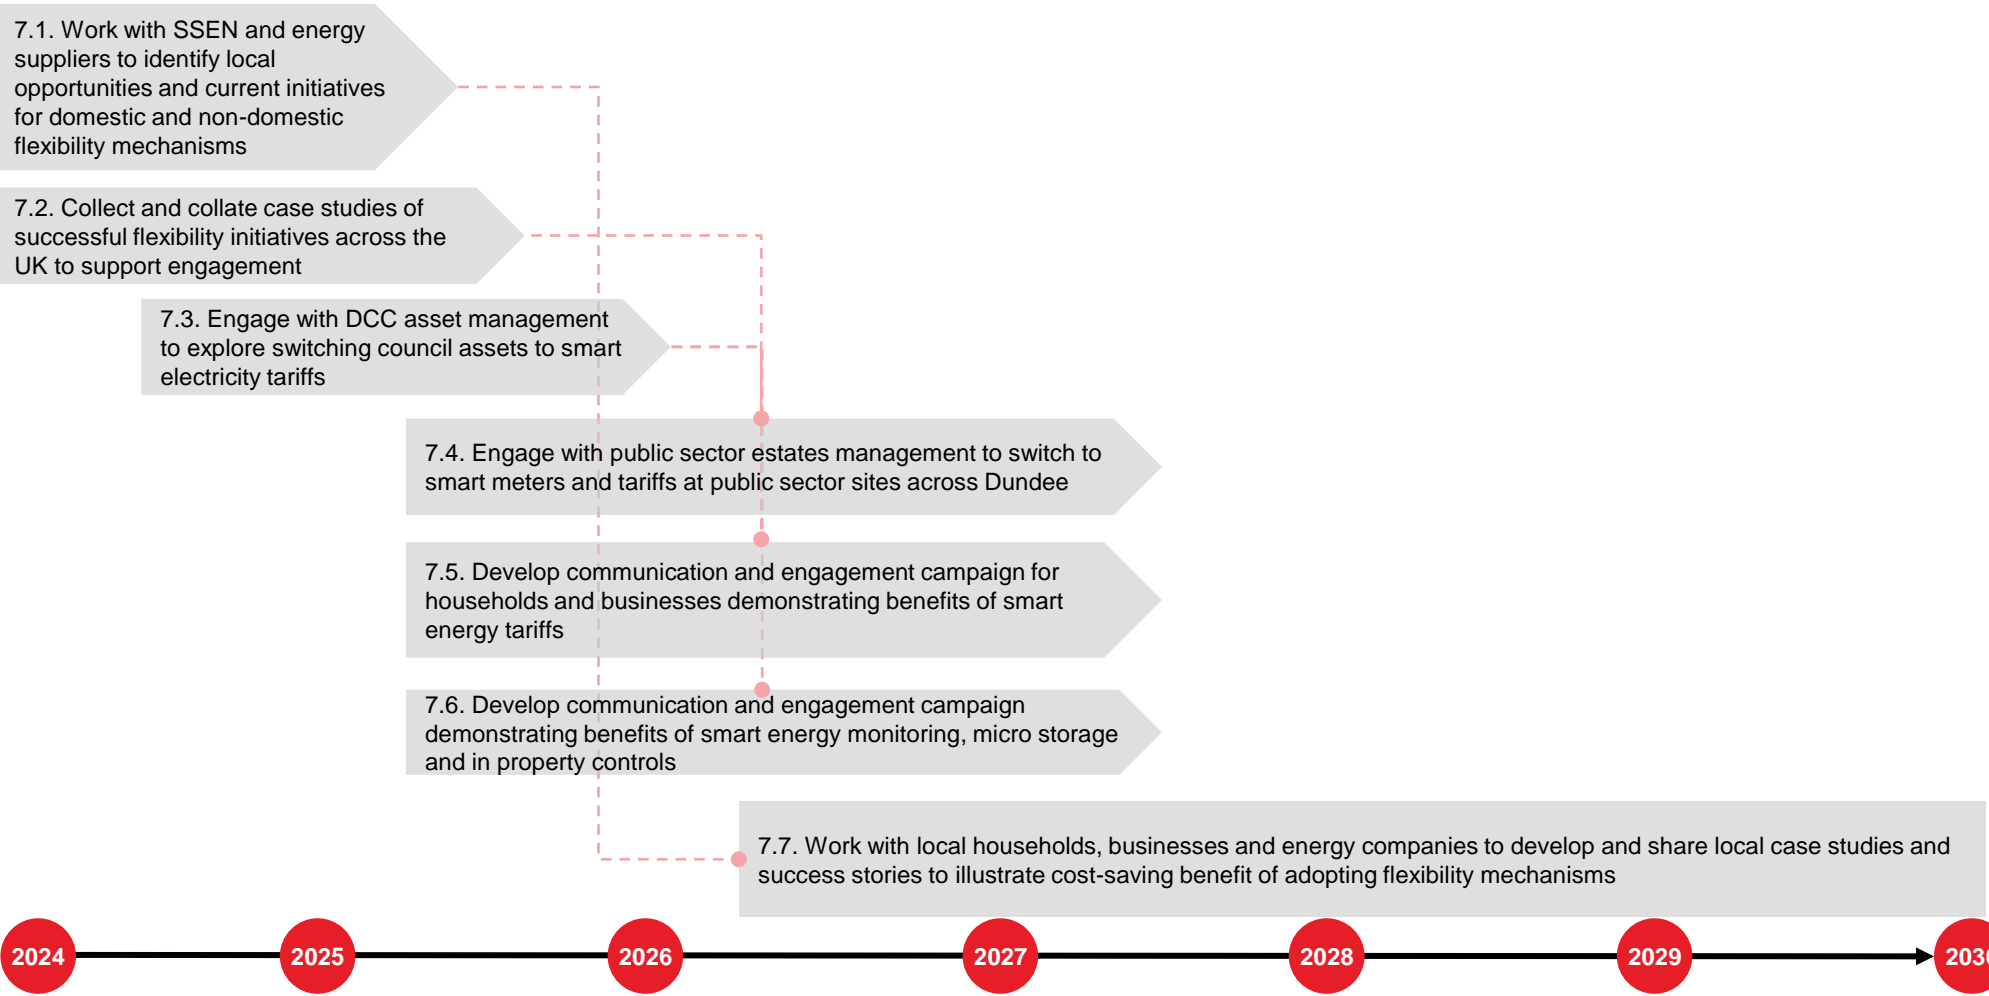 7.1. Work with SSEN and energy
suppliers to identify local
opportunities and current initiatives
for domestic and non-domestic
flexibility mechanisms
7.2. Collect and collate case studies of
successful flexibility initiatives across the
UK to support engagement
7.3. Engage with DCC asset management
to explore switching council assets to smart
electricity tariffs
7.4. Engage with public sector estates management to switch to
smart meters and tariffs at public sector sites across Dundee
7.5. Develop communication and engagement campaign for
households and businesses demonstrating benefits of smart
energy tariffs
7.6. Develop communication and engagement campaign
demonstrating benefits of smart energy monitoring, micro storage
and in property controls
7.7. Work with local households, businesses and energy companies to develop and share local case studies and
success stories to illustrate cost-saving benefit of adopting flexibility mechanisms
2024 2025 2026 2027 2028 2029 2030